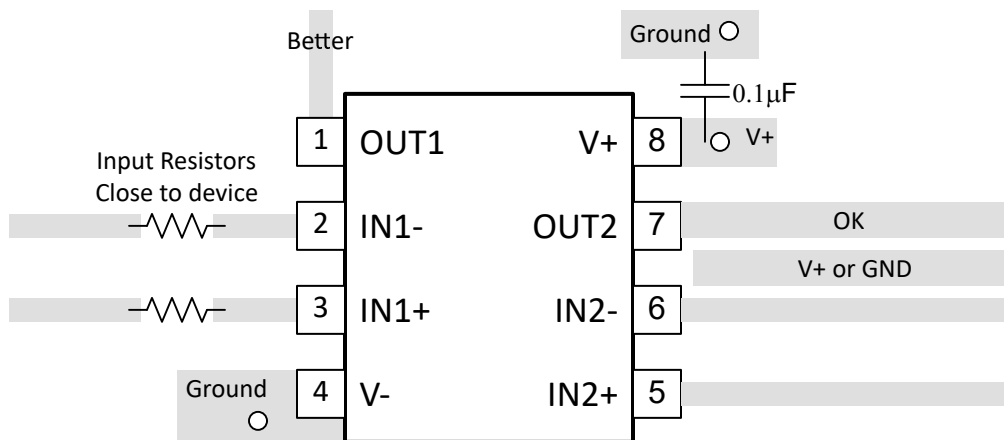 Better
Ground
0.1μF
1 OUT1 V+ 8 V+
Input Resistors
Close to device
2 IN1- OUT2 7 OK
V+ or GND
3 IN1+ IN2- 6
Ground
4 V- IN2+ 5